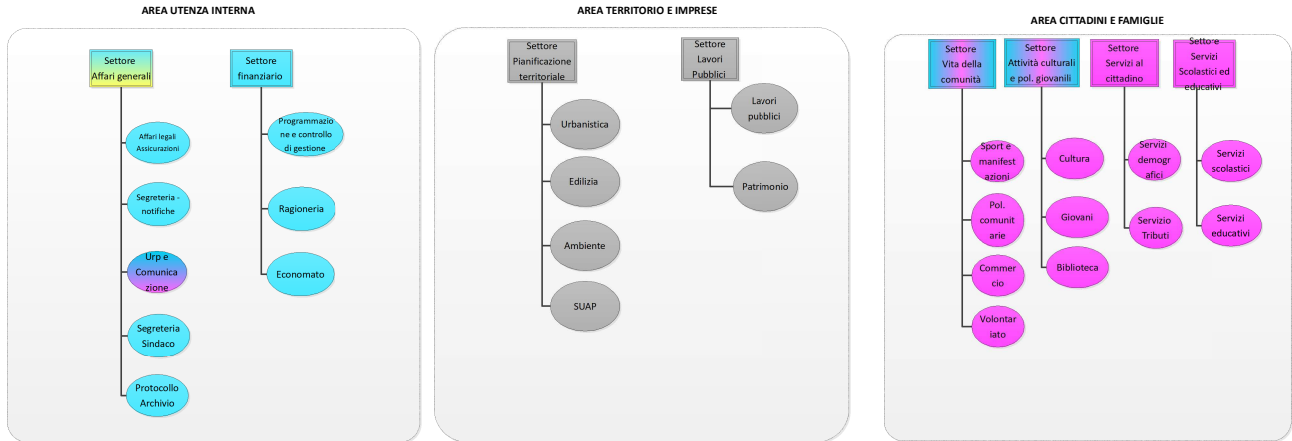 AREA UTENZA INTERNA
Settore
Affari generali
Affari legali
Assicurazioni
Segreteria -
notifiche
Urp e
Comunica
zione
Segreteria
Sindaco
Protocollo
Archivio
Settore
finanziario
Programmazio
ne e controllo
di gestione
Ragioneria
Economato
AREA TERRITORIO E IMPRESE
Settore
Pianificazione
territoriale
Urbanistica
Edilizia
Ambiente
SUAP
Settore
Lavori
Pubblici
Lavori
pubblici
Patrimonio
AREA CITTADINI E FAMIGLIE
Settore
Vita della
comunità
Sport e
manifest
azioni
Pol.
comunit
arie
Commer
cio
Volontar
iato
Settore
Attività culturali
e pol. giovanili
Cultura
Giovani
Biblioteca
Settore
Servizi al
cittadino
Servizi
demogr
afici
Servizio
Tributi
Settore
Servizi
Scolastici ed
educativi
Servizi
scolastici
Servizi
educativi